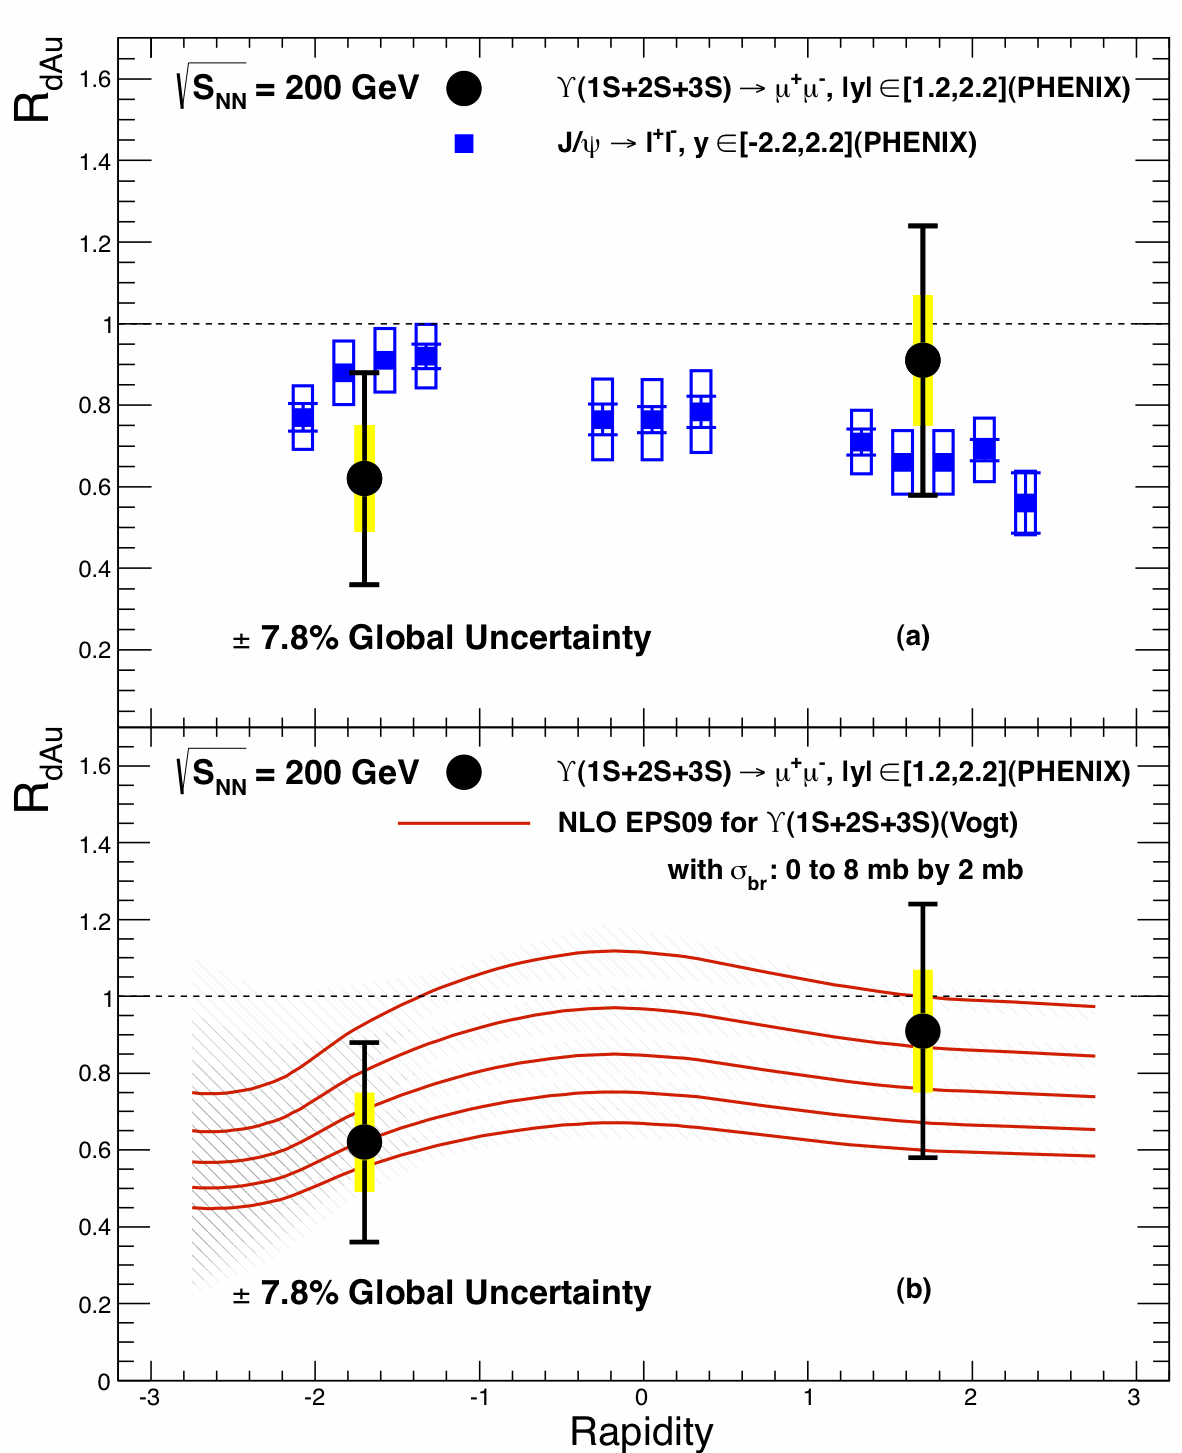 R_dAu
√S_NN = 200 GeV ϒ(1S+2S+3S) → μ⁺μ⁻, |y| ∈[1.2,2.2](PHENIX)
J/ψ → l⁺l⁻, y ∈[-2.2,2.2](PHENIX)
1.6
1.4
1.2
1
0.8
0.6
0.4
0.2
± 7.8% Global Uncertainty (a)
R_dAu
√S_NN = 200 GeV ϒ(1S+2S+3S) → μ⁺μ⁻, |y| ∈[1.2,2.2](PHENIX)
NLO EPS09 for ϒ(1S+2S+3S)(Vogt)
with σ_br : 0 to 8 mb by 2 mb
1.6
1.4
1.2
1
0.8
0.6
0.4
0.2
0
± 7.8% Global Uncertainty (b)
-3 -2 -1 0 1 2 3
Rapidity